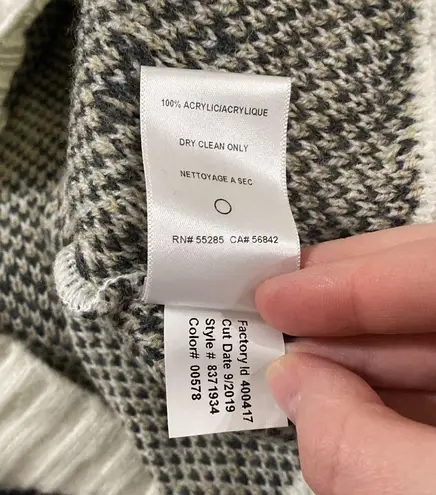 100% ACRYLIC/ACRYLIQUE
DRY CLEAN ONLY
NETTOYAGE A SEC
RN# 55285 CA# 56842
Factory Id 400417
Cut Date 9/2019
Style # 8371934
Color# 00578